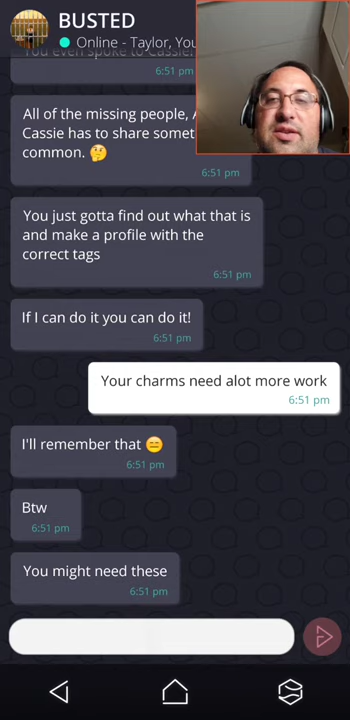 BUSTED
Online - Taylor, You
You even spoke to Cassie!
6:51 pm
All of the missing people,
Cassie has to share
common. 🤔
6:51 pm
You just gotta find out what that is
and make a profile with the
correct tags
6:51 pm
If I can do it you can do it!
6:51 pm
Your charms need alot more work
6:51 pm
I'll remember that 😑
6:51 pm
Btw
6:51 pm
You might need these
6:51 pm